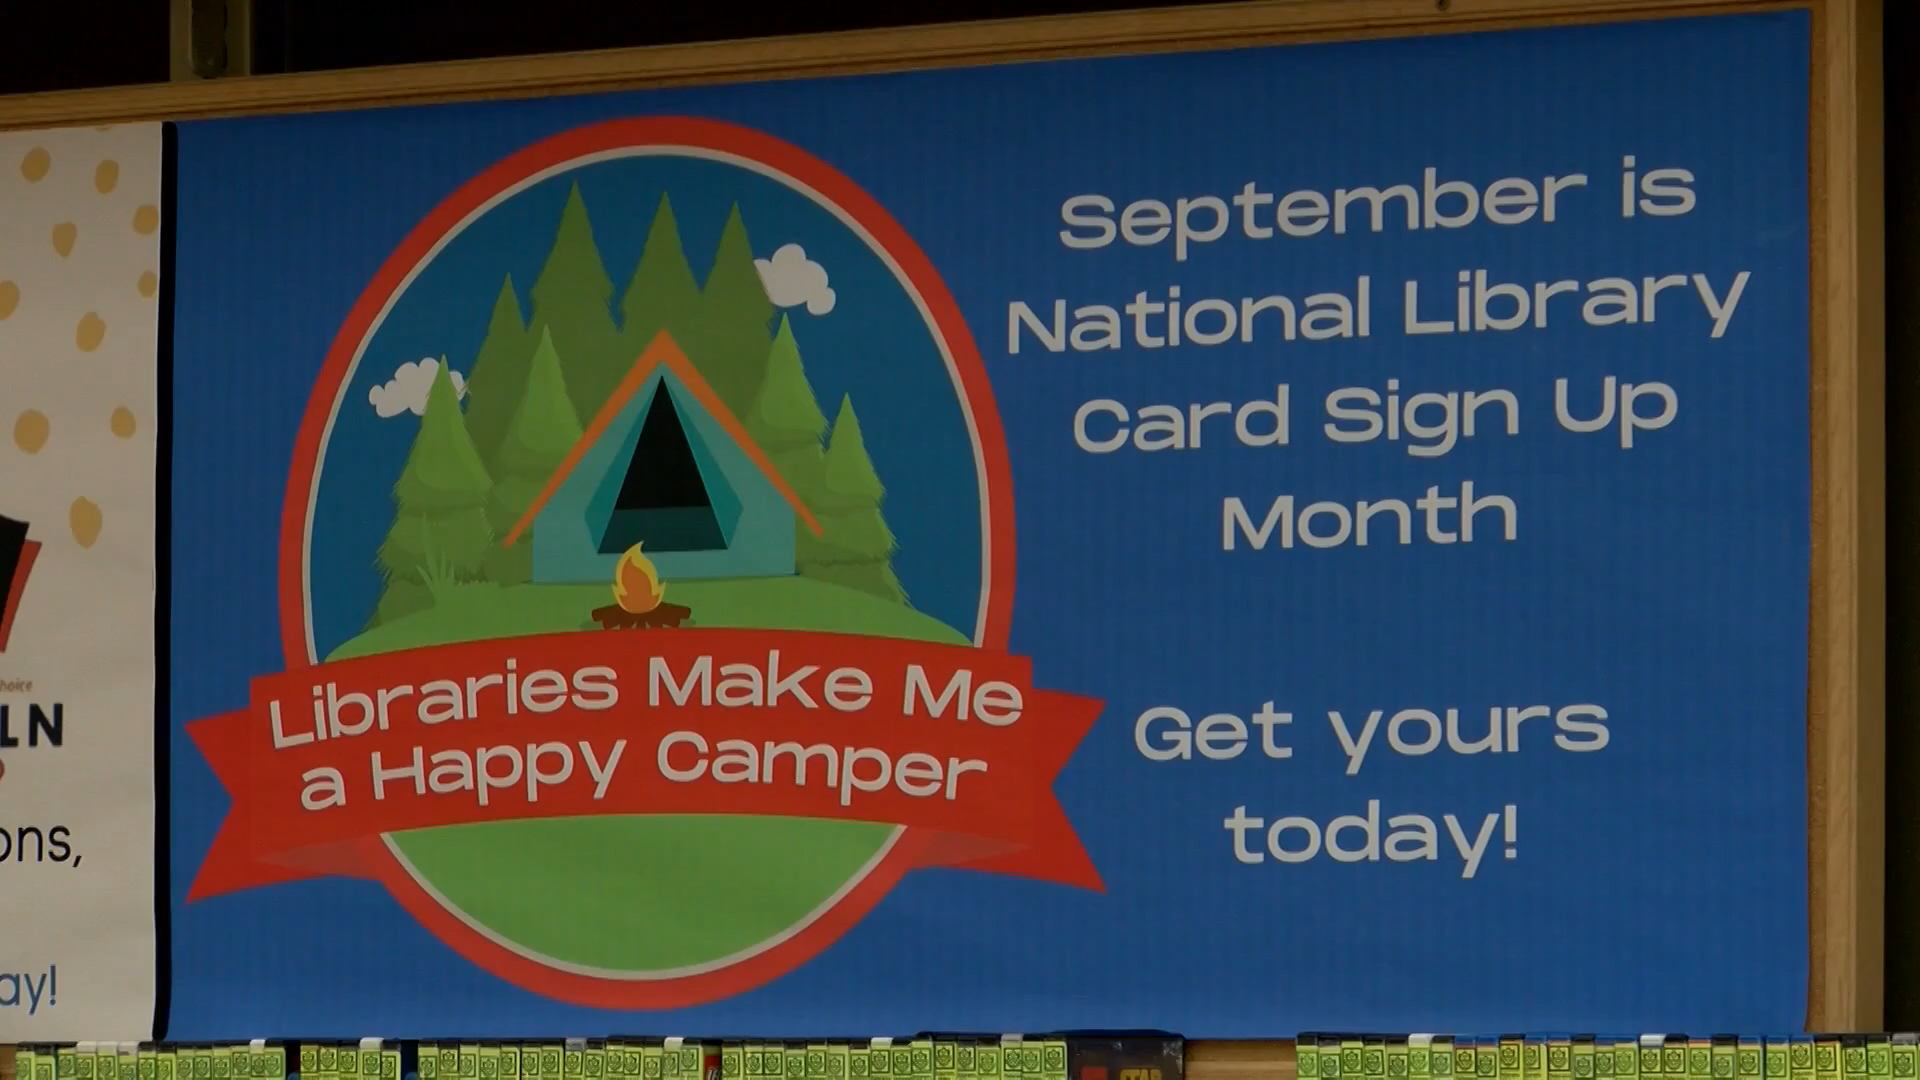 September is
National Library
Card Sign Up
Month
Get yours
today!
Libraries Make Me
a Happy Camper
hoice
LN
ons,
ay!